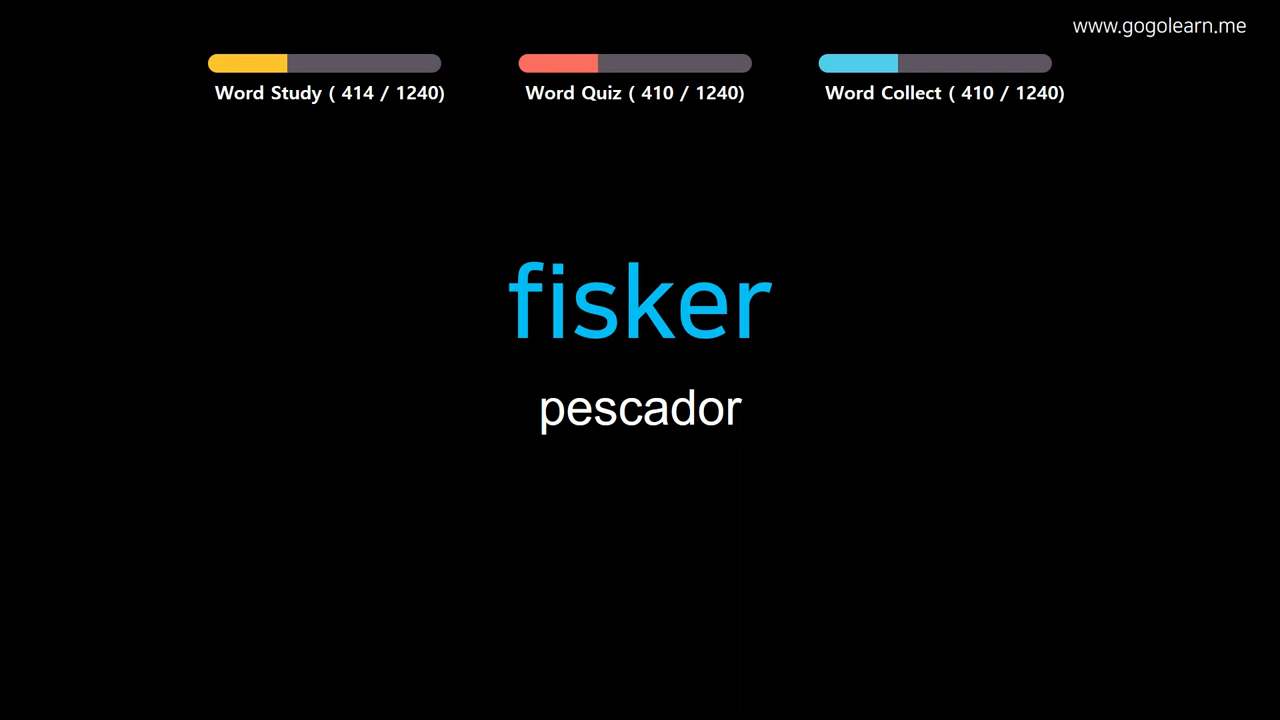 www.gogolearn.me
Word Study ( 414 / 1240)
Word Quiz ( 410 / 1240)
Word Collect ( 410 / 1240)
fisker
pescador